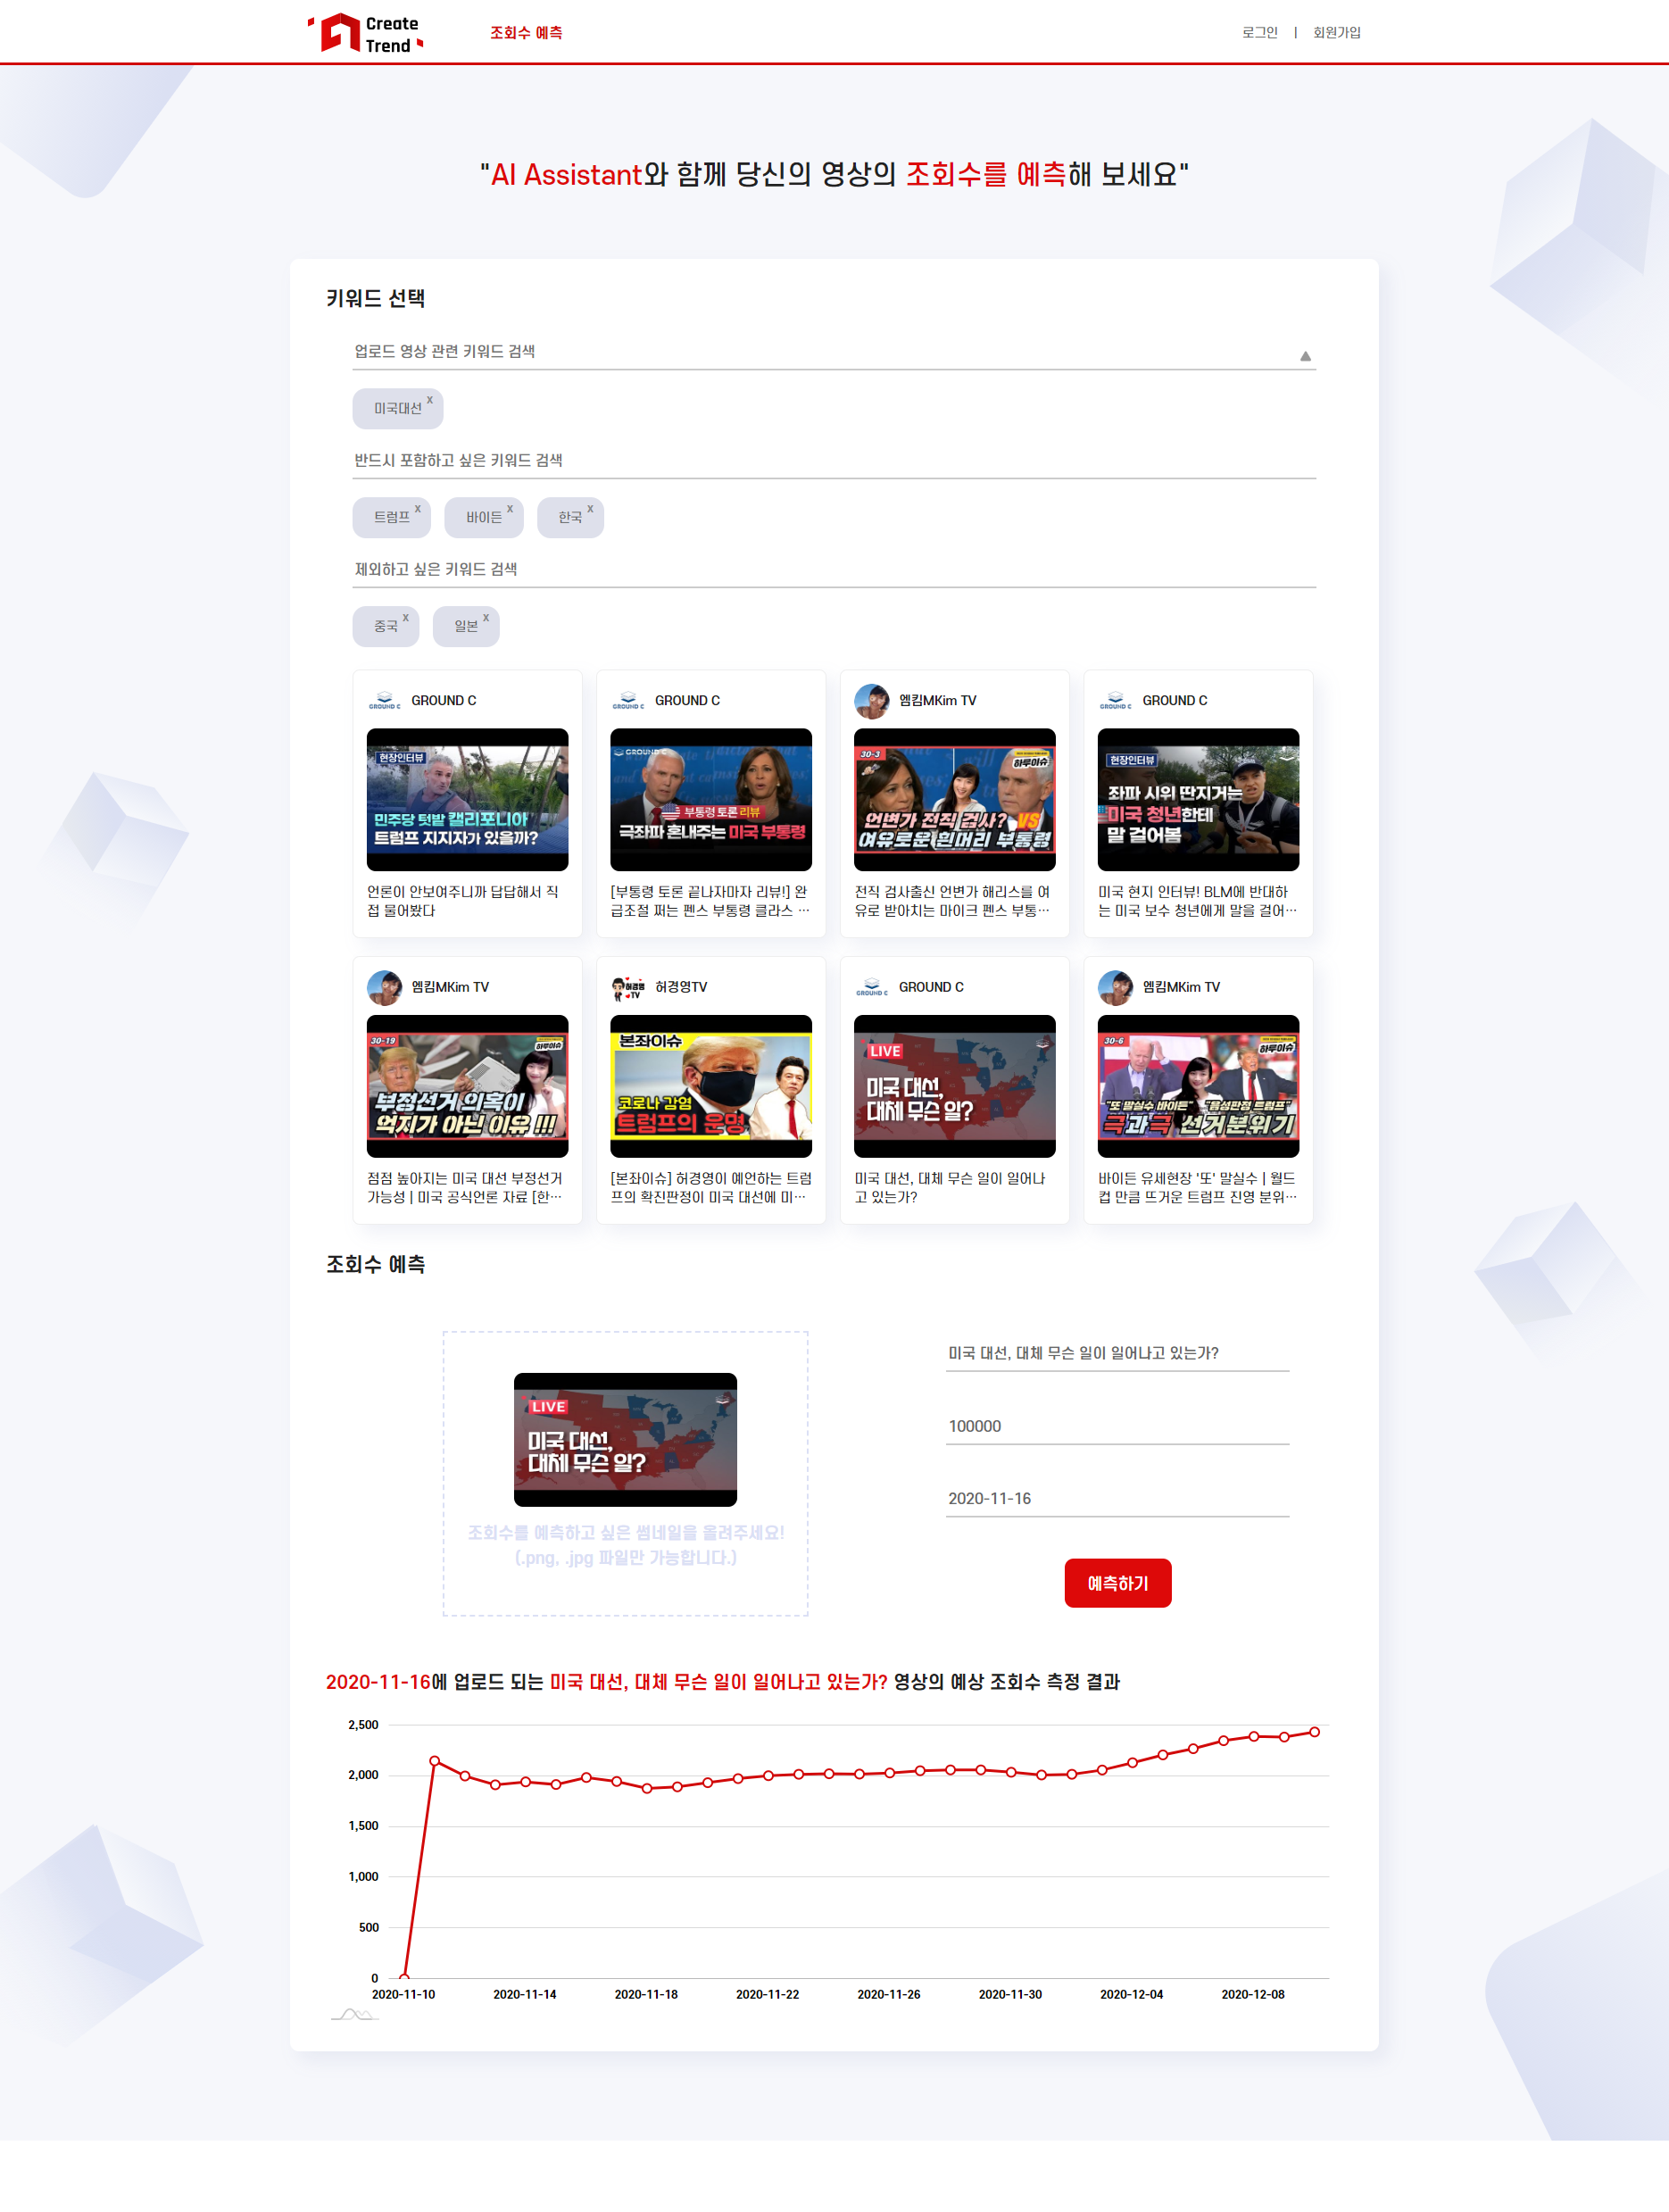 Create
Trend
조회수 예측
로그인 | 회원가입
"AI Assistant와 함께 당신의 영상의 조회수를 예측해 보세요"
키워드 선택
업로드 영상 관련 키워드 검색
미국대선 x
반드시 포함하고 싶은 키워드 검색
트럼프 x 바이든 x 한국 x
제외하고 싶은 키워드 검색
중국 x 일본 x
GROUND C
GROUND C
현장인터뷰
민주당 텃밭 캘리포니아
트럼프 지지자가 있을까?
언론이 안보여주니까 답답해서 직
접 물어봤다
GROUND C
GROUND C
GROUND C
부통령 토론 리뷰
극좌파 혼내주는 미국 부통령
[부통령 토론 끝나자마자 리뷰!] 완
급조절 쩌는 펜스 부통령 클라스 …
엠킴MKim TV
30-3
하루이슈
언변가 전직 검사? VS
여유로운 흰머리 부통령
전직 검사출신 언변가 해리스를 여
유로 받아치는 마이크 펜스 부통…
GROUND C
GROUND C
현장인터뷰
좌파 시위 딴지거는
미국 청년한테
말 걸어봄
미국 현지 인터뷰! BLM에 반대하
는 미국 보수 청년에게 말을 걸어…
엠킴MKim TV
30-19
하루이슈
부정선거 의혹이
억지가 아닌 이유 !!!
점점 높아지는 미국 대선 부정선거
가능성 | 미국 공식언론 자료 [한…
허경영
TV
허경영TV
본좌이슈
코로나 감염
트럼프의 운명
[본좌이슈] 허경영이 예언하는 트럼
프의 확진판정이 미국 대선에 미…
GROUND C
GROUND C
LIVE
미국 대선,
대체 무슨 일?
미국 대선, 대체 무슨 일이 일어나
고 있는가?
엠킴MKim TV
30-6
하루이슈
"또 말실수 바이든" "음성판정 트럼프"
극과극 선거분위기
바이든 유세현장 '또' 말실수 | 월드
컵 만큼 뜨거운 트럼프 진영 분위…
조회수 예측
LIVE
미국 대선,
대체 무슨 일?
조회수를 예측하고 싶은 썸네일을 올려주세요!
(.png, .jpg 파일만 가능합니다.)
미국 대선, 대체 무슨 일이 일어나고 있는가?
100000
2020-11-16
예측하기
2020-11-16에 업로드 되는 미국 대선, 대체 무슨 일이 일어나고 있는가? 영상의 예상 조회수 측정 결과
2,500
2,000
1,500
1,000
500
0
2020-11-10 2020-11-14 2020-11-18 2020-11-22 2020-11-26 2020-11-30 2020-12-04 2020-12-08